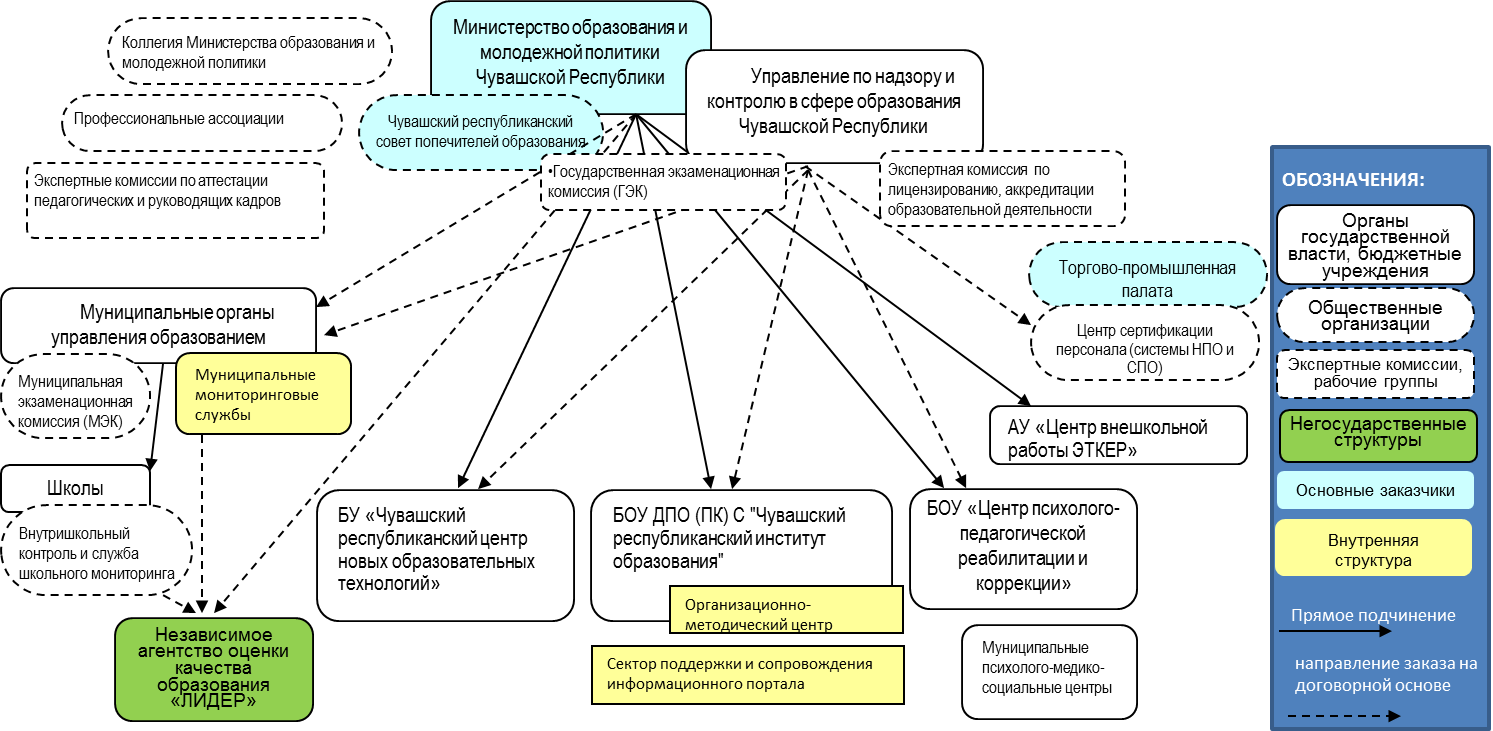 Министерство образования и
молодежной политики
Чувашской Республики
Управление по надзору и
контролю в сфере образования
Чувашской Республики
Коллегия Министерства образования и
молодежной политики
Профессиональные ассоциации
Чувашский республиканский
совет попечителей образования
Экспертные комиссии по аттестации
педагогических и руководящих кадров
•Государственная экзаменационная
комиссия (ГЭК)
Экспертная комиссия по
лицензированию, аккредитации
образовательной деятельности
Торгово-промышленная
палата
Центр сертификации
персонала (системы НПО и
СПО)
Муниципальные органы
управления образованием
Муниципальная
экзаменационная
комиссия (МЭК)
Муниципальные
мониторинговые
службы
АУ «Центр внешкольной
работы ЭТКЕР»
Школы
Внутришкольный
контроль и служба
школьного мониторинга
БУ «Чувашский
республиканский центр
новых образовательных
технологий»
БОУ ДПО (ПК) С "Чувашский
республиканский институт
образования"
БОУ «Центр психолого-
педагогической
реабилитации и
коррекции»
Организационно-
методический центр
Сектор поддержки и сопровождения
информационного портала
Муниципальные
психолого-медико-
социальные центры
Независимое
агентство оценки
качества
образования
«ЛИДЕР»
ОБОЗНАЧЕНИЯ:
Органы
государственной
власти, бюджетные
учреждения
Общественные
организации
Экспертные комиссии,
рабочие группы
Негосударственные
структуры
Основные заказчики
Внутренняя
структура
Прямое подчинение
направление заказа на
договорной основе